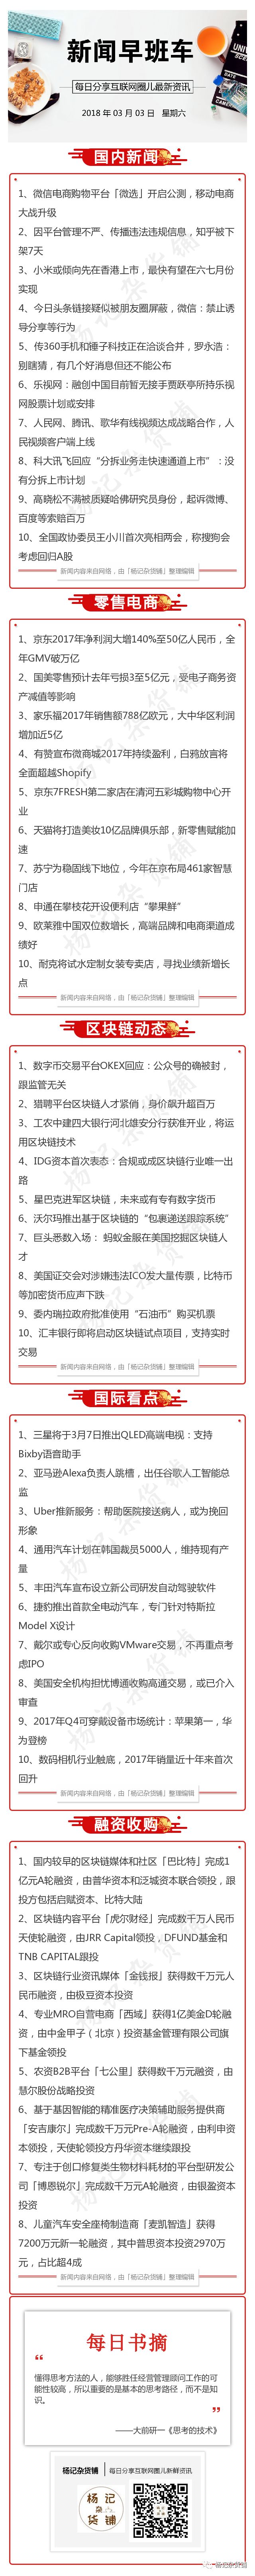 新闻早班车
每日分享互联网圈儿最新资讯
2018 年 03 月 03 日 星期六
国内新闻
1、微信电商购物平台「微选」开启公测，移动电商
大战升级
2、因平台管理不严、传播违法违规信息，知乎被下
架7天
3、小米或倾向先在香港上市，最快有望在六七月份
实现
4、今日头条链接疑似被朋友圈屏蔽，微信：禁止诱
导分享等行为
5、传360手机和锤子科技正在洽谈合并，罗永浩：
别瞎猜，有几个好消息但还不能公布
6、乐视网：融创中国目前暂无接手贾跃亭所持乐视
网股票计划或安排
7、人民网、腾讯、歌华有线视频达成战略合作，人
民视频客户端上线
8、科大讯飞回应“分拆业务走快速通道上市”：没
有分拆上市计划
9、高晓松不满被质疑哈佛研究员身份，起诉微博、
百度等索赔百万
10、全国政协委员王小川首次亮相两会，称搜狗会
考虑回归A股
新闻内容来自网络，由「杨记杂货铺」整理编辑
零售电商
1、京东2017年净利润大增140%至50亿人民币，全
年GMV破万亿
2、国美零售预计去年亏损3至5亿元，受电子商务资
产减值等影响
3、家乐福2017年销售额788亿欧元，大中华区利润
增加近5亿
4、有赞宣布微商城2017年持续盈利，白鸦放言将
全面超越Shopify
5、京东7FRESH第二家店在清河五彩城购物中心开
业
6、天猫将打造美妆10亿品牌俱乐部，新零售赋能加
速
7、苏宁为稳固线下地位，今年在京布局461家智慧
门店
8、申通在攀枝花开设便利店“攀果鲜”
9、欧莱雅中国双位数增长，高端品牌和电商渠道成
绩好
10、耐克将试水定制女装专卖店，寻找业绩新增长
点
新闻内容来自网络，由「杨记杂货铺」整理编辑
区块链动态
1、数字币交易平台OKEX回应：公众号的确被封，
跟监管无关
2、猎聘平台区块链人才紧俏，身价飙升超百万
3、工农中建四大银行河北雄安分行获准开业，将运
用区块链技术
4、IDG资本首次表态：合规或成区块链行业唯一出
路
5、星巴克进军区块链，未来或有专有数字货币
6、沃尔玛推出基于区块链的“包裹递送跟踪系统”
7、巨头悉数入场： 蚂蚁金服在美国挖掘区块链人
才
8、美国证交会对涉嫌违法ICO发大量传票，比特币
等加密货币应声下跌
9、委内瑞拉政府批准使用“石油币”购买机票
10、汇丰银行即将启动区块链试点项目，支持实时
交易
新闻内容来自网络，由「杨记杂货铺」整理编辑
国际看点
1、三星将于3月7日推出QLED高端电视：支持
Bixby语音助手
2、亚马逊Alexa负责人跳槽，出任谷歌人工智能总
监
3、Uber推新服务：帮助医院接送病人，或为挽回
形象
4、通用汽车计划在韩国裁员5000人，维持现有产
量
5、丰田汽车宣布设立新公司研发自动驾驶软件
6、捷豹推出首款全电动汽车，专门针对特斯拉
Model X设计
7、戴尔或专心反向收购VMware交易，不再重点考
虑IPO
8、美国安全机构担忧博通收购高通交易，或已介入
审查
9、2017年Q4可穿戴设备市场统计：苹果第一，华
为登榜
10、数码相机行业触底，2017年销量近十年来首次
回升
新闻内容来自网络，由「杨记杂货铺」整理编辑
融资收购
1、国内较早的区块链媒体和社区「巴比特」完成1
亿元A轮融资，由普华资本和泛城资本联合领投，跟
投方包括启赋资本、比特大陆
2、区块链内容平台「虎尔财经」完成数千万人民币
天使轮融资，由JRR Capital领投，DFUND基金和
TNB CAPITAL跟投
3、区块链行业资讯媒体「金钱报」获得数千万元人
民币融资，由极豆资本投资
4、专业MRO自营电商「西域」获得1亿美金D轮融
资，由中金甲子（北京）投资基金管理有限公司旗
下基金领投
5、农资B2B平台「七公里」获得数千万元融资，由
慧尔股份战略投资
6、基于基因智能的精准医疗决策辅助服务提供商
「安吉康尔」完成数千万元Pre-A轮融资，由利申资
本领投，天使轮领投方丹华资本继续跟投
7、专注于创口修复类生物材料耗材的平台型研发公
司「博恩锐尔」完成数千万元A轮融资，由银盈资本
投资
8、儿童汽车安全座椅制造商「麦凯智造」获得
7200万元新一轮融资，其中普思资本投资2970万
元，占比超4成
新闻内容来自网络，由「杨记杂货铺」整理编辑
每日书摘
懂得思考方法的人，能够胜任经营管理顾问工作的可
能性较高，所以重要的是基本的思考路径，而不是知
识。
——大前研一《思考的技术》
杨记杂货铺 每日分享互联网圈儿新鲜资讯
杨记
杂
货铺
杨记杂货铺